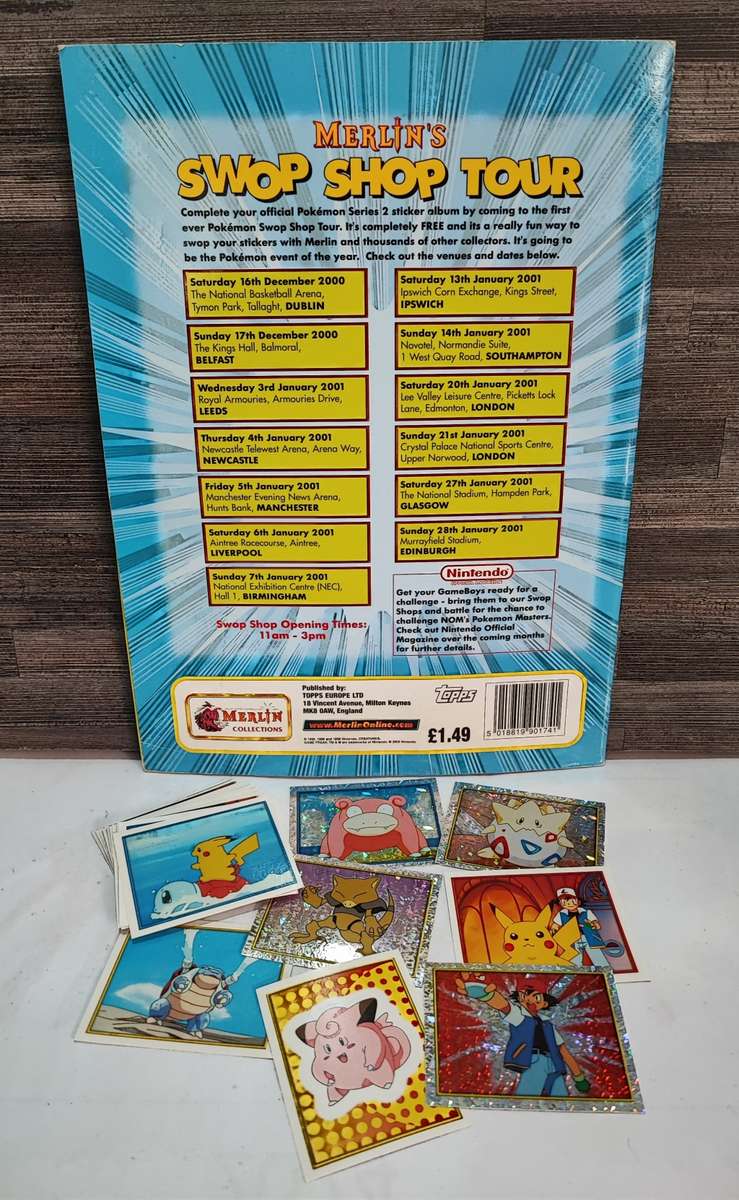 MERLIN'S
SWOP SHOP TOUR
Complete your official Pokémon Series 2 sticker album by coming to the first
ever Pokémon Swop Shop Tour. It's completely FREE and its a really fun way to
swop your stickers with Merlin and thousands of other collectors. It's going to
be the Pokémon event of the year. Check out the venues and dates below.
Saturday 16th December 2000
The National Basketball Arena,
Tymon Park, Tallaght, DUBLIN
Sunday 17th December 2000
The Kings Hall, Balmoral,
BELFAST
Wednesday 3rd January 2001
Royal Armouries, Armouries Drive,
LEEDS
Thursday 4th January 2001
Newcastle Telewest Arena, Arena Way,
NEWCASTLE
Friday 5th January 2001
Manchester Evening News Arena,
Hunts Bank, MANCHESTER
Saturday 6th January 2001
Aintree Racecourse, Aintree,
LIVERPOOL
Sunday 7th January 2001
National Exhibition Centre (NEC),
Hall 1, BIRMINGHAM
Swop Shop Opening Times:
11am - 3pm
Saturday 13th January 2001
Ipswich Corn Exchange, Kings Street,
IPSWICH
Sunday 14th January 2001
Novotel, Normandie Suite,
1 West Quay Road, SOUTHAMPTON
Saturday 20th January 2001
Lee Valley Leisure Centre, Picketts Lock
Lane, Edmonton, LONDON
Sunday 21st January 2001
Crystal Palace National Sports Centre,
Upper Norwood, LONDON
Saturday 27th January 2001
The National Stadium, Hampden Park,
GLASGOW
Sunday 28th January 2001
Murrayfield Stadium,
EDINBURGH
Nintendo
Get your GameBoys ready for a
challenge - bring them to our Swop
Shops and battle for the chance to
challenge NOM's Pokemon Masters.
Check out Nintendo Official
Magazine over the coming months
for further details.
MERLIN
COLLECTIONS
Published by:
TOPPS EUROPE LTD
18 Vincent Avenue, Milton Keynes
MK8 0AW, England
www.MerlinOnline.com
topps
£1.49
5 018619 901741